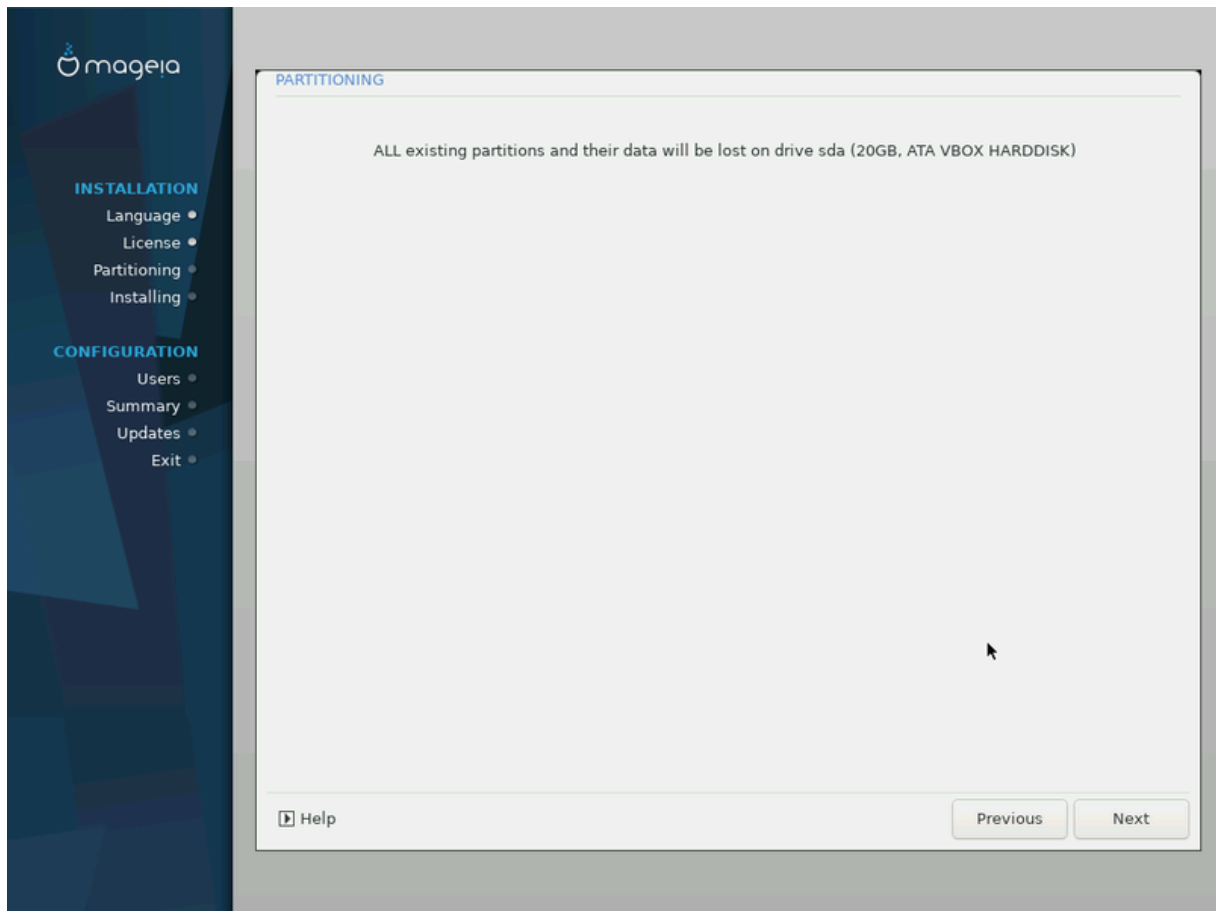 mageia
INSTALLATION
Language
License
Partitioning
Installing
CONFIGURATION
Users
Summary
Updates
Exit
PARTITIONING
ALL existing partitions and their data will be lost on drive sda (20GB, ATA VBOX HARDDISK)
Help
Previous
Next